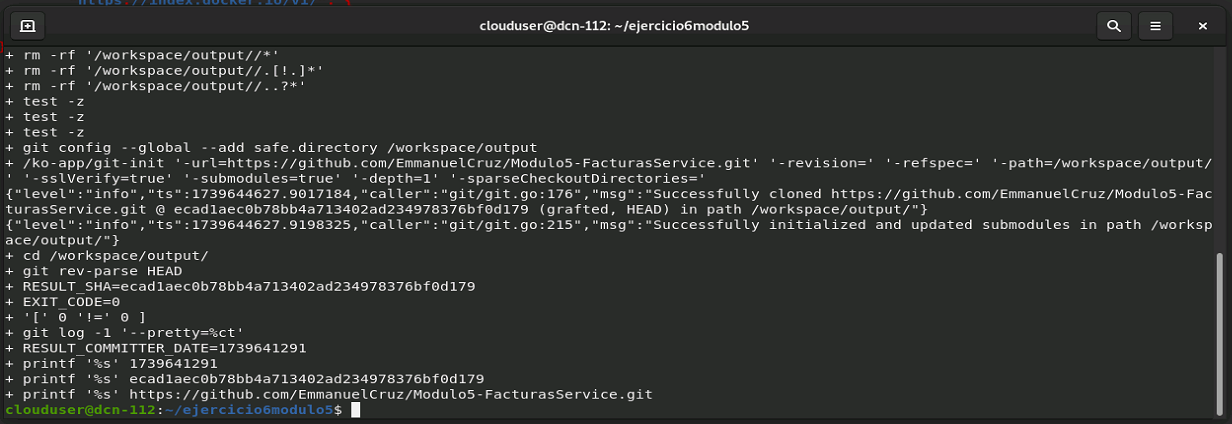 https://index.docker.io/v1/
clouduser@dcn-112: ~/ejercicio6modulo5
+ rm -rf '/workspace/output//*'
+ rm -rf '/workspace/output//.[!.]*'
+ rm -rf '/workspace/output//..?*'
+ test -z
+ test -z
+ test -z
+ git config --global --add safe.directory /workspace/output
+ /ko-app/git-init '-url=https://github.com/EmmanuelCruz/Modulo5-FacturasService.git' '-revision=' '-refspec=' '-path=/workspace/output/
' '-sslVerify=true' '-submodules=true' '-depth=1' '-sparseCheckoutDirectories='
{"level":"info","ts":1739644627.9017184,"caller":"git/git.go:176","msg":"Successfully cloned https://github.com/EmmanuelCruz/Modulo5-Fac
turasService.git @ ecad1aec0b78bb4a713402ad234978376bf0d179 (grafted, HEAD) in path /workspace/output/"}
{"level":"info","ts":1739644627.9198325,"caller":"git/git.go:215","msg":"Successfully initialized and updated submodules in path /worksp
ace/output/"}
+ cd /workspace/output/
+ git rev-parse HEAD
+ RESULT_SHA=ecad1aec0b78bb4a713402ad234978376bf0d179
+ EXIT_CODE=0
+ '[' 0 '!=' 0 ]
+ git log -1 '--pretty=%ct'
+ RESULT_COMMITTER_DATE=1739641291
+ printf '%s' 1739641291
+ printf '%s' ecad1aec0b78bb4a713402ad234978376bf0d179
+ printf '%s' https://github.com/EmmanuelCruz/Modulo5-FacturasService.git
clouduser@dcn-112:~/ejercicio6modulo5$